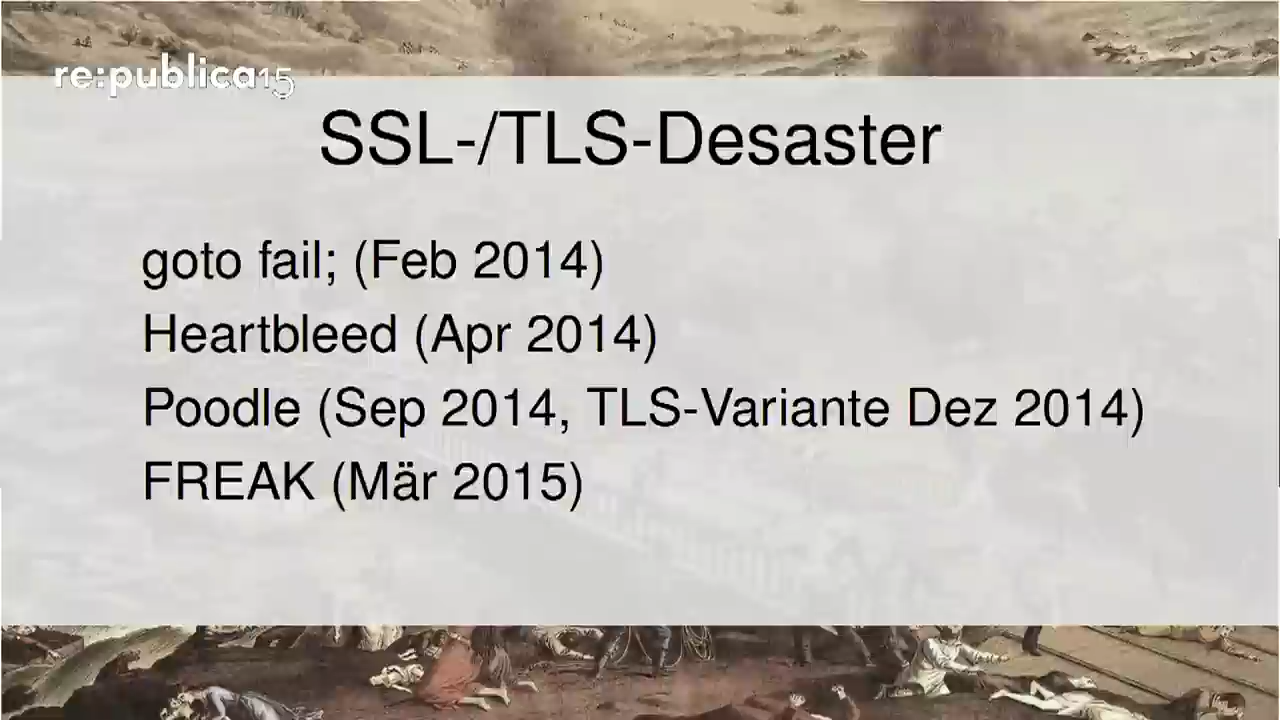 re:publica15
SSL-/TLS-Desaster
goto fail; (Feb 2014)
Heartbleed (Apr 2014)
Poodle (Sep 2014, TLS-Variante Dez 2014)
FREAK (Mär 2015)